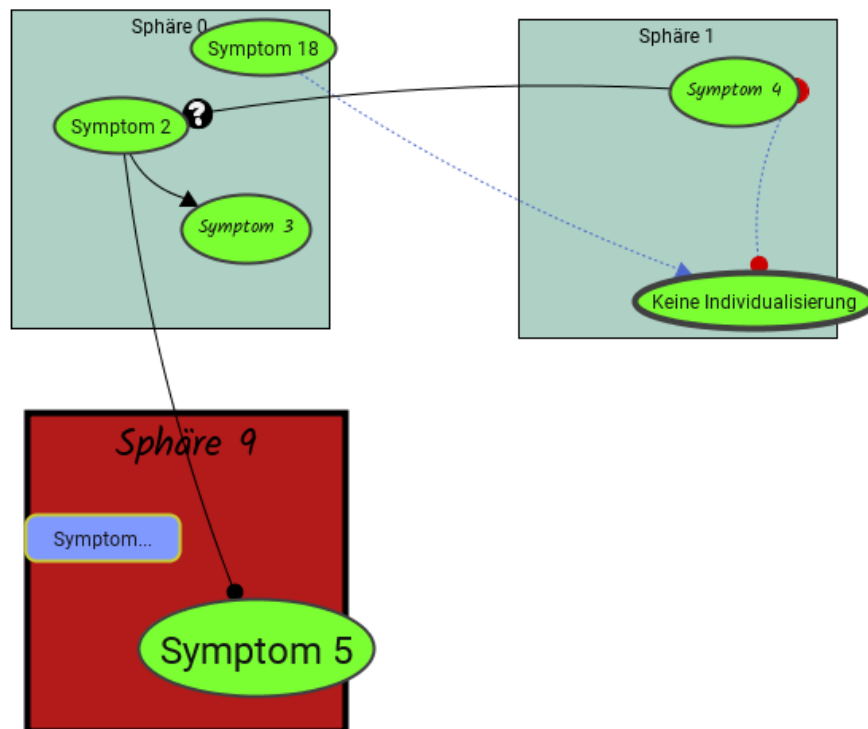 Sphäre 0
Symptom 18
Symptom 2
?
Symptom 3
Sphäre 1
Symptom 4
Keine Individualisierung
Sphäre 9
Symptom...
Symptom 5